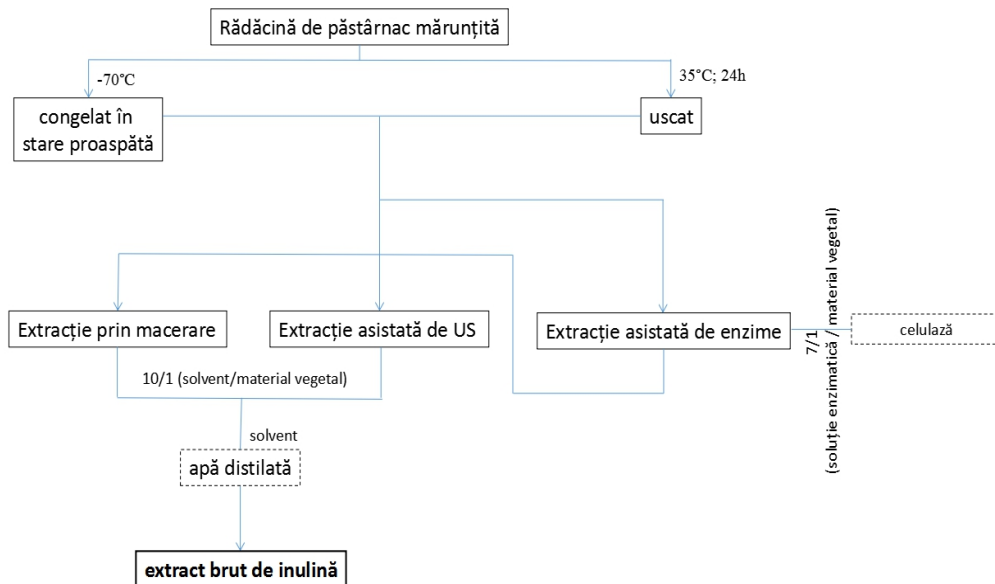 Rădăcină de păstârnac mărunțită
-70°C
35°C; 24h
congelat în
stare proaspătă
uscat
Extracție prin macerare
Extracție asistată de US
Extracție asistată de enzime
7/1
(soluție enzimatică / material vegetal)
celulază
10/1 (solvent/material vegetal)
solvent
apă distilată
extract brut de inulină